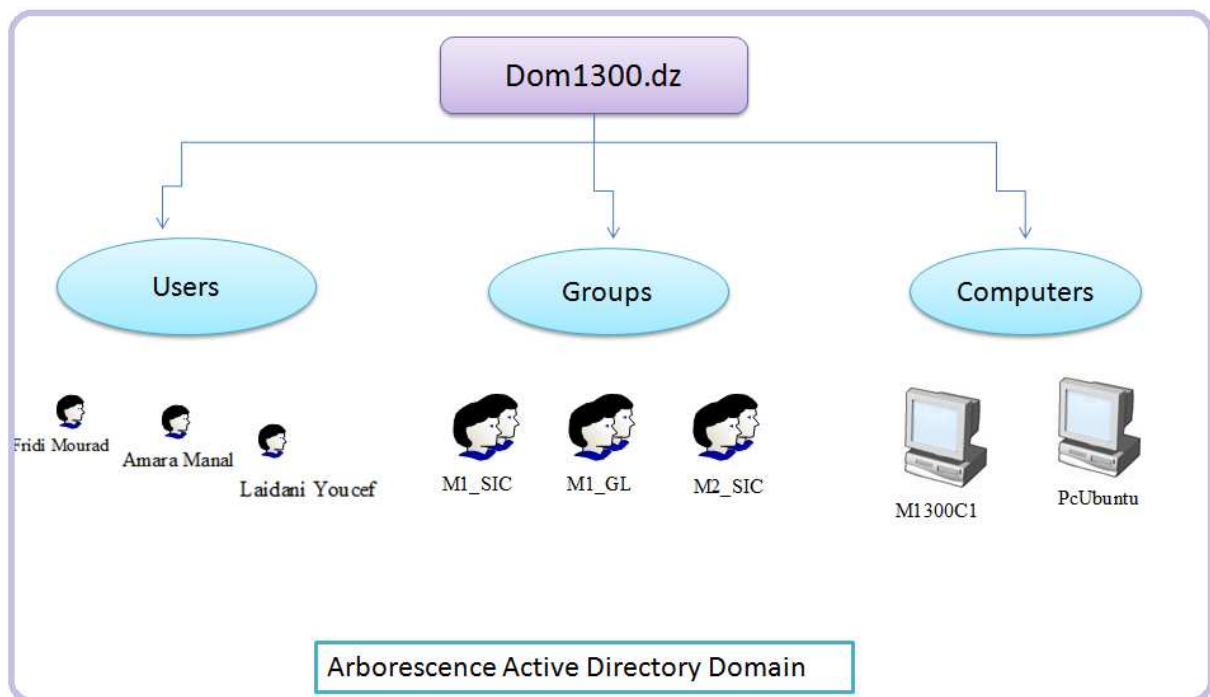 Dom1300.dz
Users
Groups
Computers
Fridi Mourad
Amara Manal
Laidani Youcef
M1_SIC
M1_GL
M2_SIC
M1300C1
PcUbuntu
Arborescence Active Directory Domain